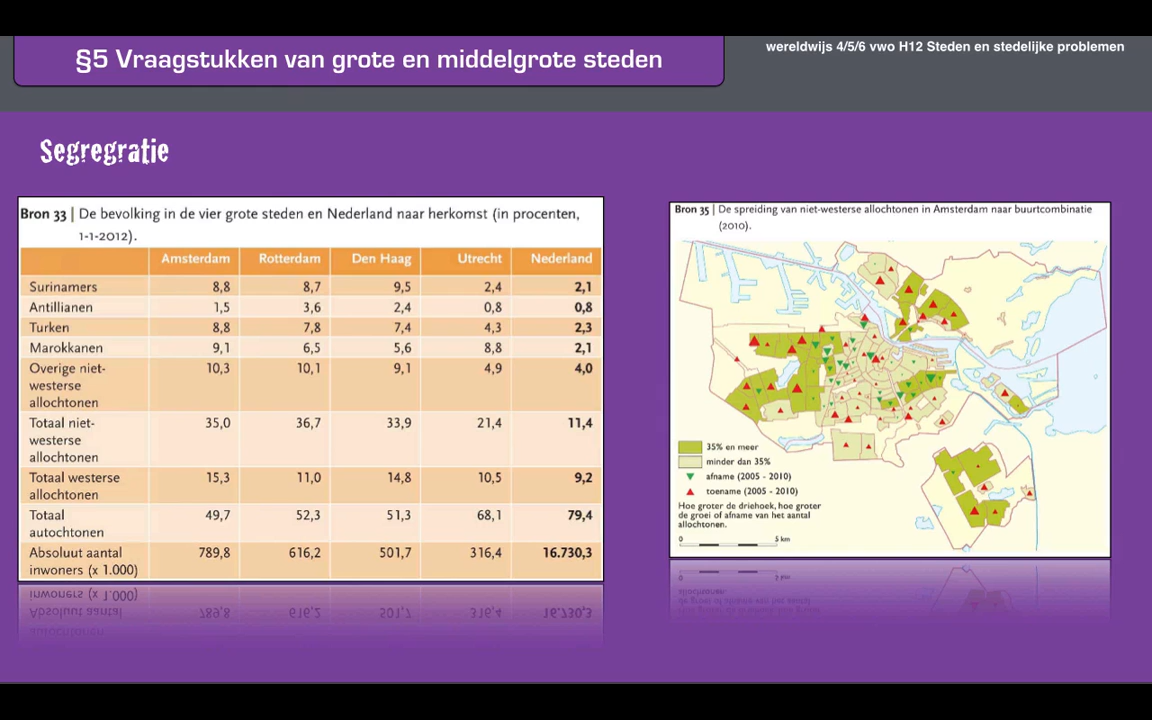 §5 Vraagstukken van grote en middelgrote steden
wereldwijs 4/5/6 vwo H12 Steden en stedelijke problemen
Segregratie
Bron 33 | De bevolking in de vier grote steden en Nederland naar herkomst (in procenten,
1-1-2012).
Amsterdam Rotterdam Den Haag Utrecht Nederland
Surinamers 8,8 8,7 9,5 2,4 2,1
Antillianen 1,5 3,6 2,4 0,8 0,8
Turken 8,8 7,8 7,4 4,3 2,3
Marokkanen 9,1 6,5 5,6 8,8 2,1
Overige niet- 10,3 10,1 9,1 4,9 4,0
westerse
allochtonen
Totaal niet- 35,0 36,7 33,9 21,4 11,4
westerse
allochtonen
Totaal westerse 15,3 11,0 14,8 10,5 9,2
allochtonen
Totaal 49,7 52,3 51,3 68,1 79,4
autochtonen
Absoluut aantal 789,8 616,2 501,7 316,4 16.730,3
inwoners (x 1.000)
Bron 35 | De spreiding van niet-westerse allochtonen in Amsterdam naar buurtcombinatie
(2010).
35% en meer
minder dan 35%
afname (2005 - 2010)
toename (2005 - 2010)
Hoe groter de driehoek, hoe groter
de groei of afname van het aantal
allochtonen.
0 5 km